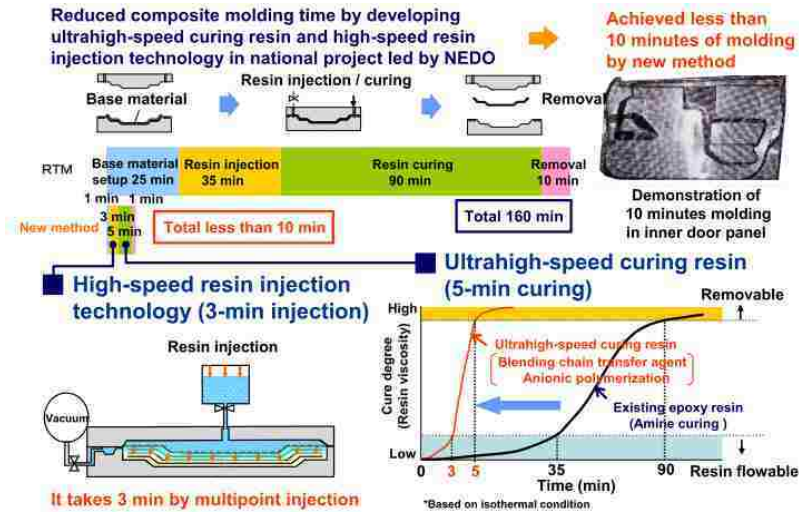 Reduced composite molding time by developing
ultrahigh-speed curing resin and high-speed resin
injection technology in national project led by NEDO
Achieved less than
10 minutes of molding
by new method
Base material
Resin injection / curing
Removal
RTM
Base material
setup 25 min
Resin injection
35 min
Resin curing
90 min
Removal
10 min
1 min
1 min
3 min
New method
5 min
Total less than 10 min
Total 160 min
Demonstration of
10 minutes molding
in inner door panel
High-speed resin injection
technology (3-min injection)
Resin injection
Vacuum
It takes 3 min by multipoint injection
Ultrahigh-speed curing resin
(5-min curing)
High
Removable
Cure degree
(Resin viscosity)
Ultrahigh-speed curing resin
Blending chain transfer agent
Anionic polymerization
Existing epoxy resin
(Amine curing )
Low
0
3
5
35
90
Resin flowable
Time (min)
*Based on isothermal condition